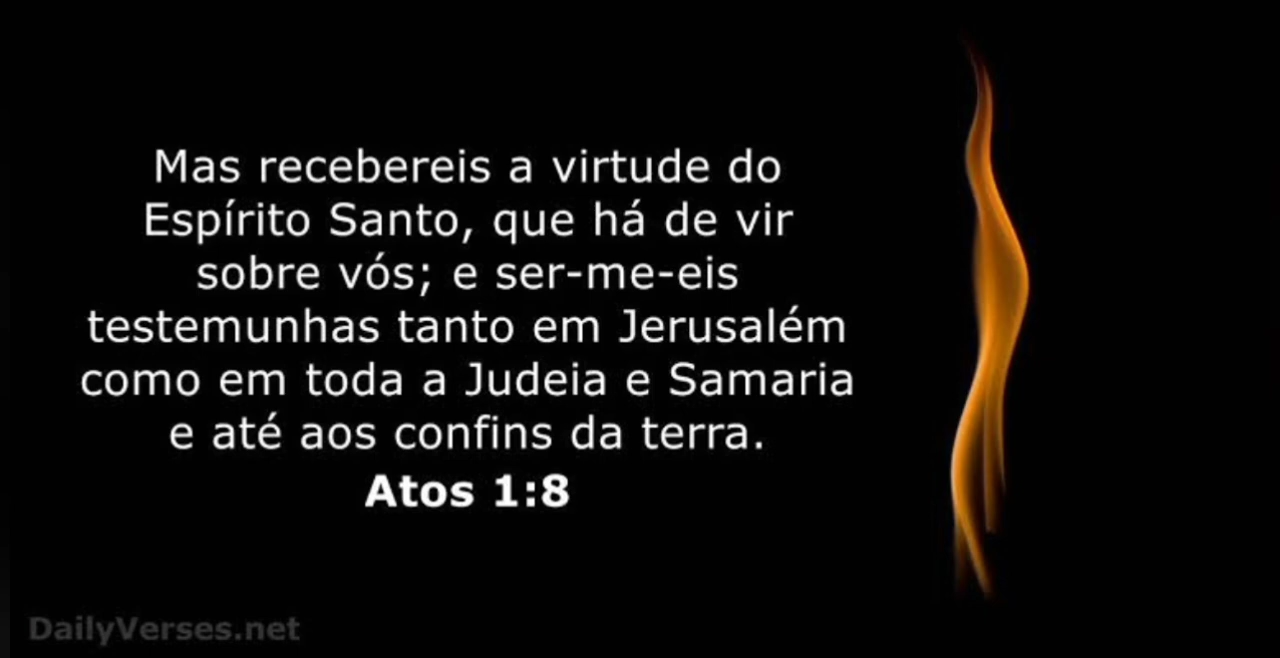 Mas recebereis a virtude do
Espírito Santo, que há de vir
sobre vós; e ser-me-eis
testemunhas tanto em Jerusalém
como em toda a Judeia e Samaria
e até aos confins da terra.
Atos 1:8
DailyVerses.net